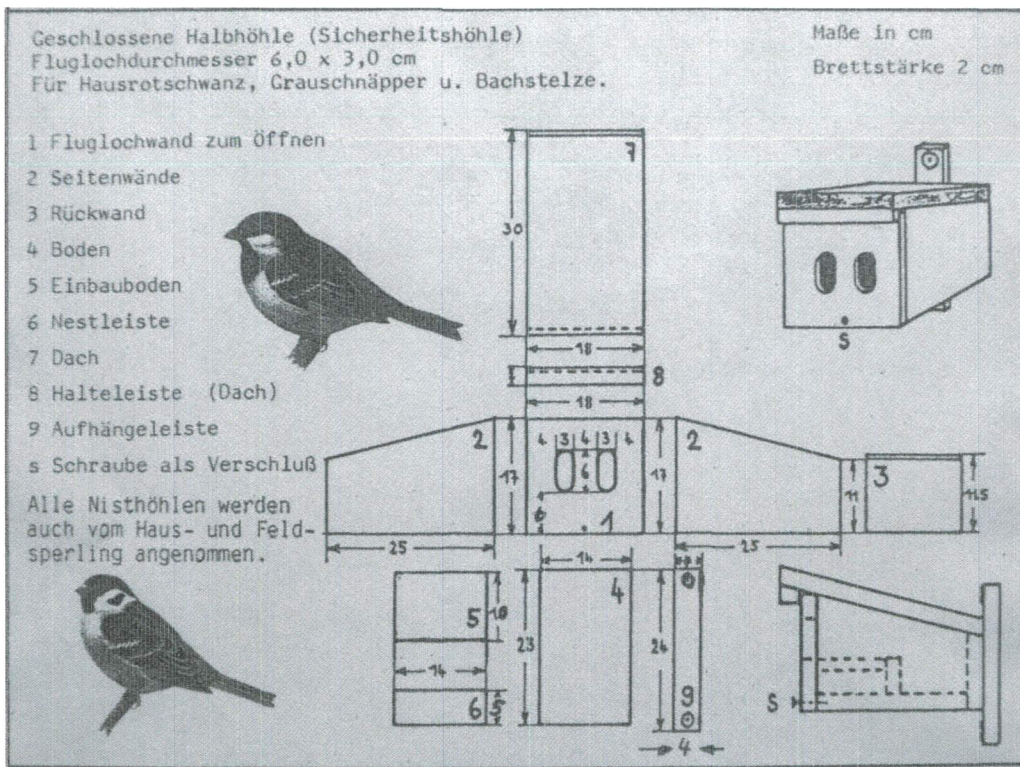 Geschlossene Halbhöhle (Sicherheitshöhle)
Fluglochdurchmesser 6,0 x 3,0 cm
Für Hausrotschwanz, Grauschnäpper u. Bachstelze.
Maße in cm
Brettstärke 2 cm
1 Fluglochwand zum Öffnen
2 Seitenwände
3 Rückwand
4 Boden
5 Einbauboden
6 Nestleiste
7 Dach
8 Halteleiste (Dach)
9 Aufhängeleiste
s Schraube als Verschluß
Alle Nisthöhlen werden
auch vom Haus- und Feld-
sperling angenommen.
7
30
18
8
18
S
2
17
4 3 4 3 4
6
6
1
17
2
25
25
11
3
11.5
14
5
10
14
6
5
23
4
24
9
4
S